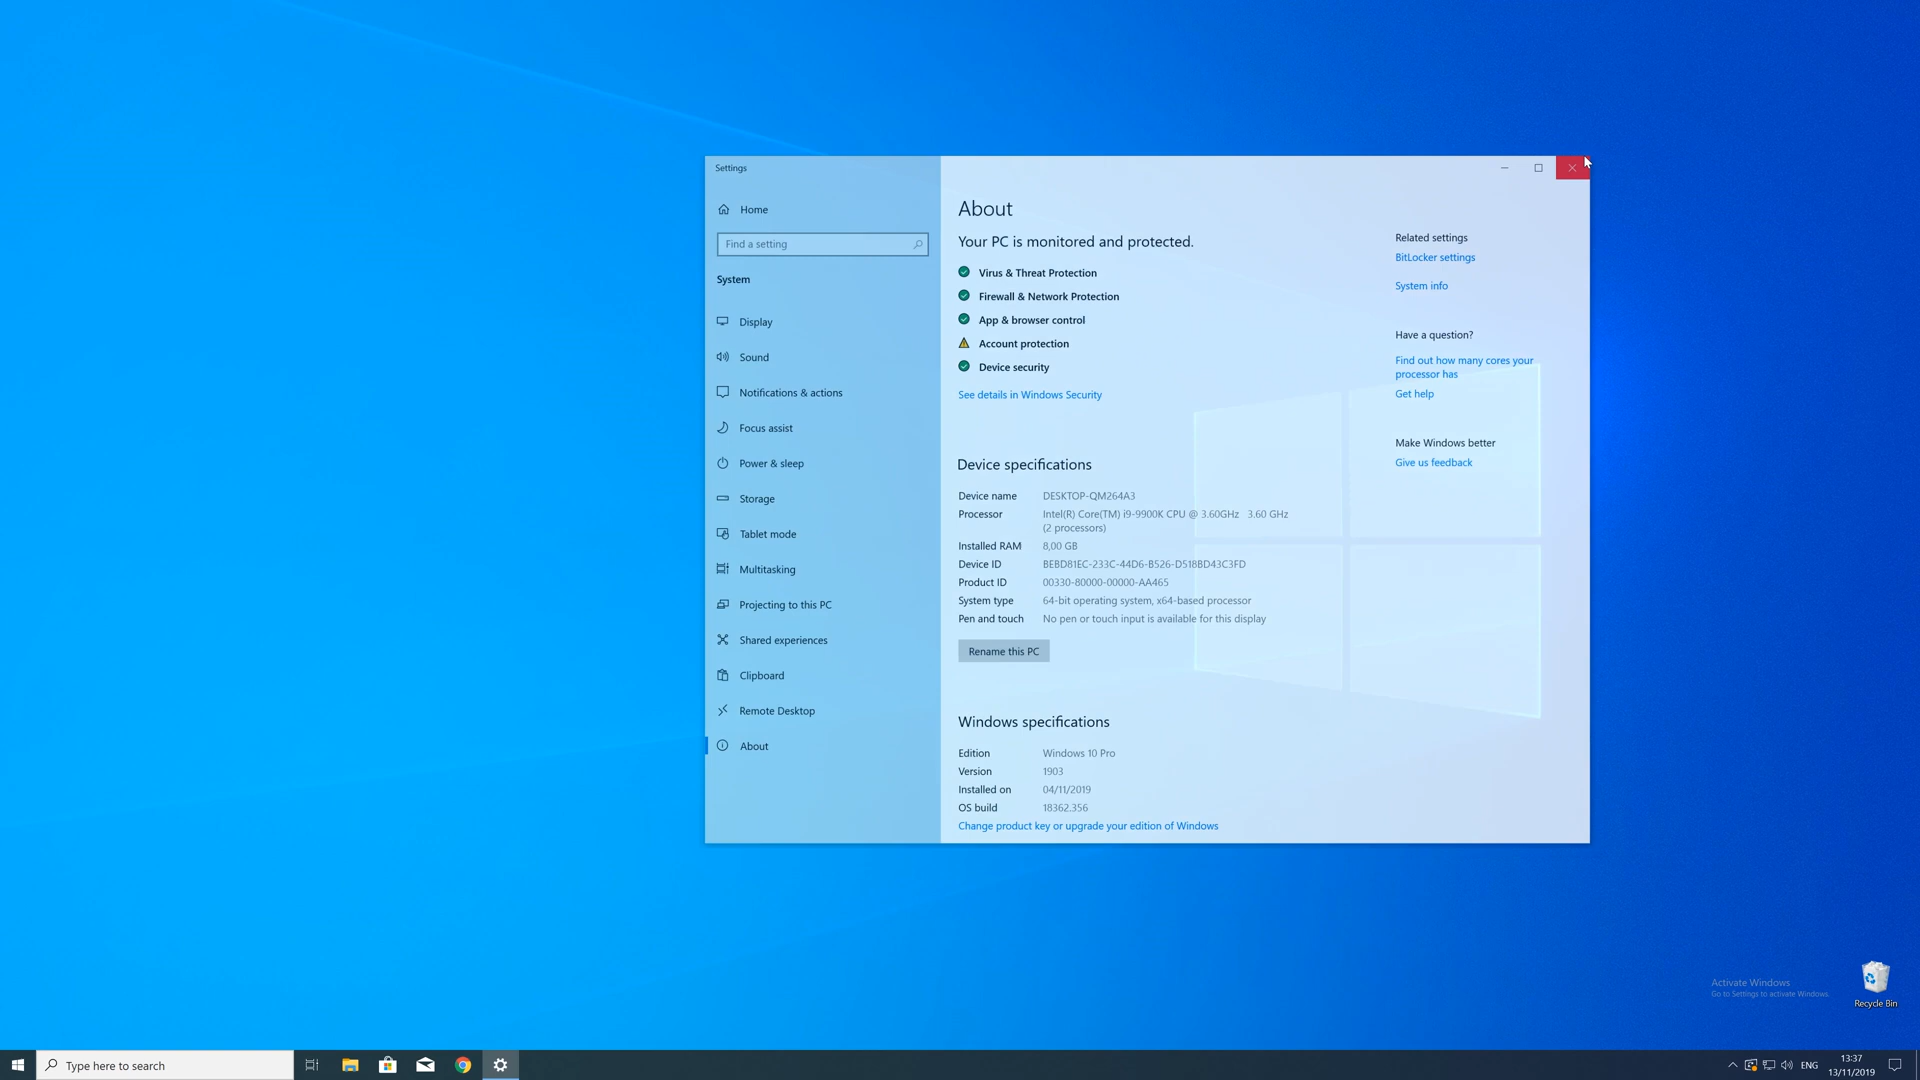 Settings
Home
Find a setting
System
Display
Sound
Notifications & actions
Focus assist
Power & sleep
Storage
Tablet mode
Multitasking
Projecting to this PC
Shared experiences
Clipboard
Remote Desktop
About
About
Your PC is monitored and protected.
Virus & Threat Protection
Firewall & Network Protection
App & browser control
Account protection
Device security
See details in Windows Security
Device specifications
Device name DESKTOP-QM264A3
Processor Intel(R) Core(TM) i9-9900K CPU @ 3.60GHz 3.60 GHz
(2 processors)
Installed RAM 8,00 GB
Device ID BEBD81EC-233C-44D6-B526-D518BD43C3FD
Product ID 00330-80000-00000-AA465
System type 64-bit operating system, x64-based processor
Pen and touch No pen or touch input is available for this display
Rename this PC
Windows specifications
Edition Windows 10 Pro
Version 1903
Installed on 04/11/2019
OS build 18362.356
Change product key or upgrade your edition of Windows
Related settings
BitLocker settings
System info
Have a question?
Find out how many cores your
processor has
Get help
Make Windows better
Give us feedback
Activate Windows
Go to Settings to activate Windows.
Recycle Bin
Type here to search
ENG
13:37
13/11/2019